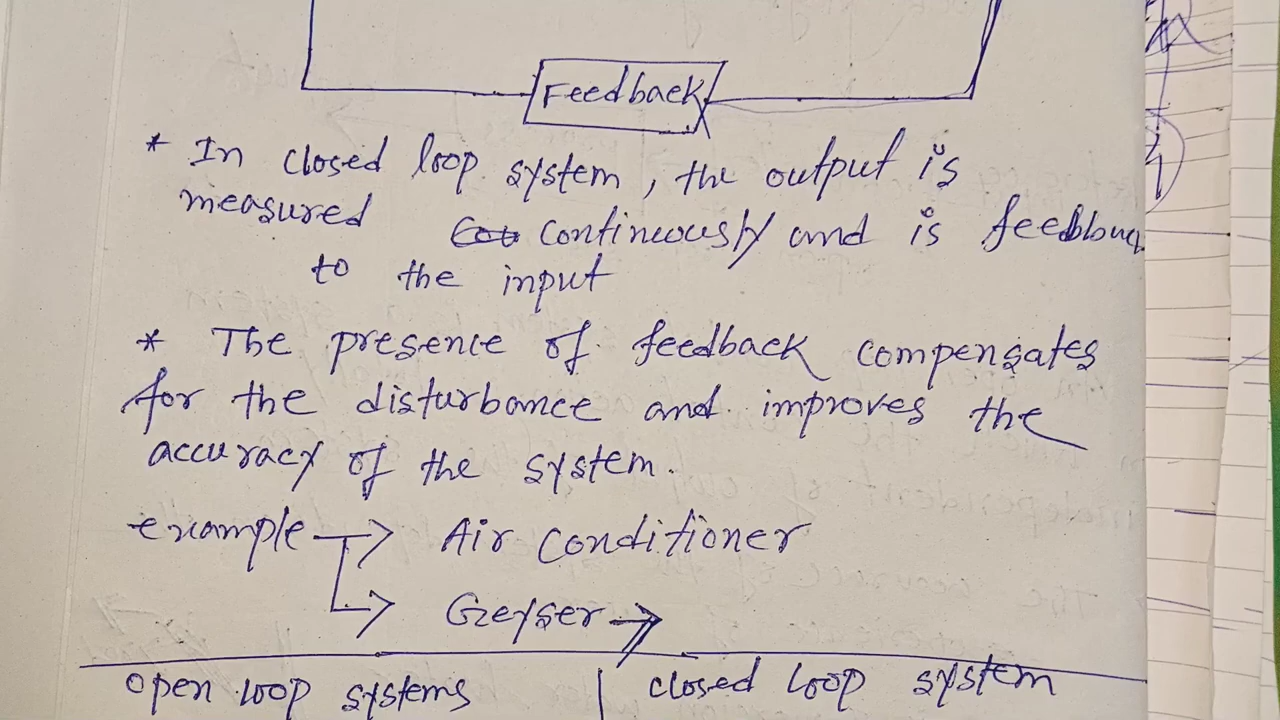 Feedback
* In closed loop system, the output is
measured continuously and is feedback
to the input
* The presence of feedback compensates
for the disturbance and improves the
accuracy of the system.
example → Air Conditioner
→ Geyser →
open loop systems | closed loop system